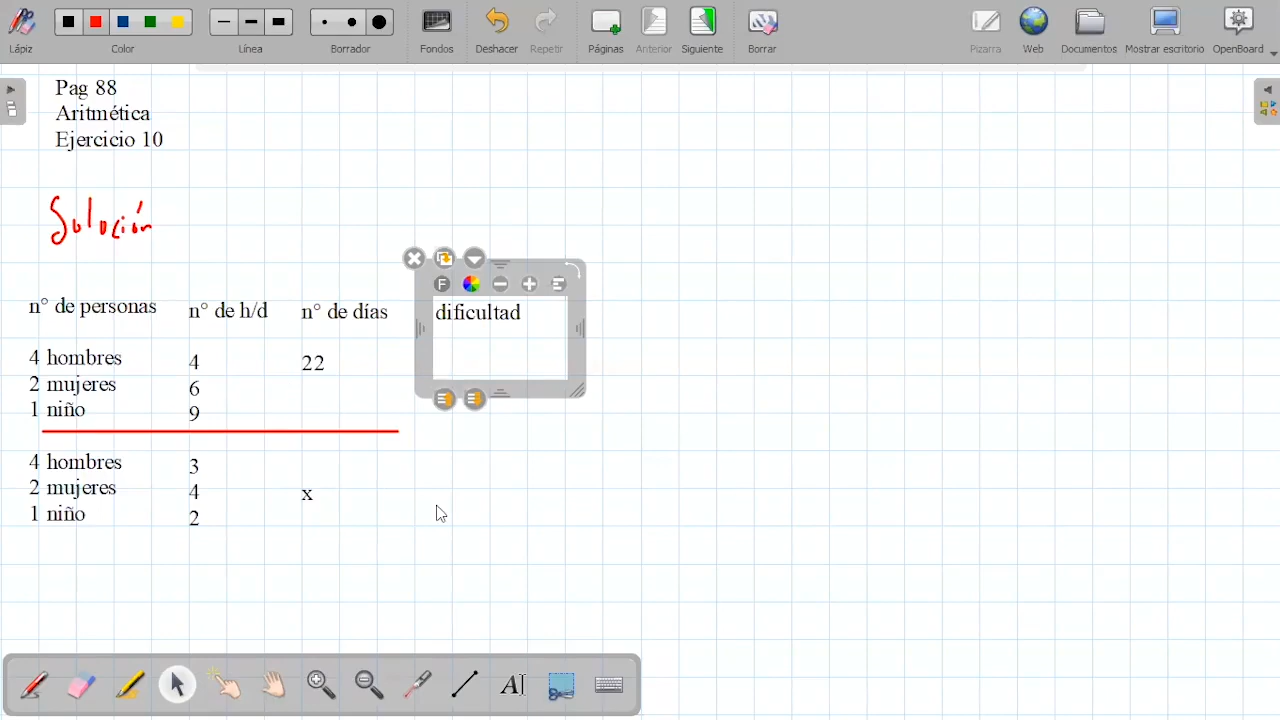 Lápiz
Color
Línea
Borrador
Fondos
Deshacer
Repetir
Páginas
Anterior
Siguiente
Borrar
Pizarra
Web
Documentos
Mostrar escritorio
OpenBoard
Pag 88
Aritmética
Ejercicio 10
Solución
n° de personas n° de h/d n° de días dificultad
4 hombres 4 22
2 mujeres 6
1 niño 9
4 hombres 3
2 mujeres 4 x
1 niño 2
F
A